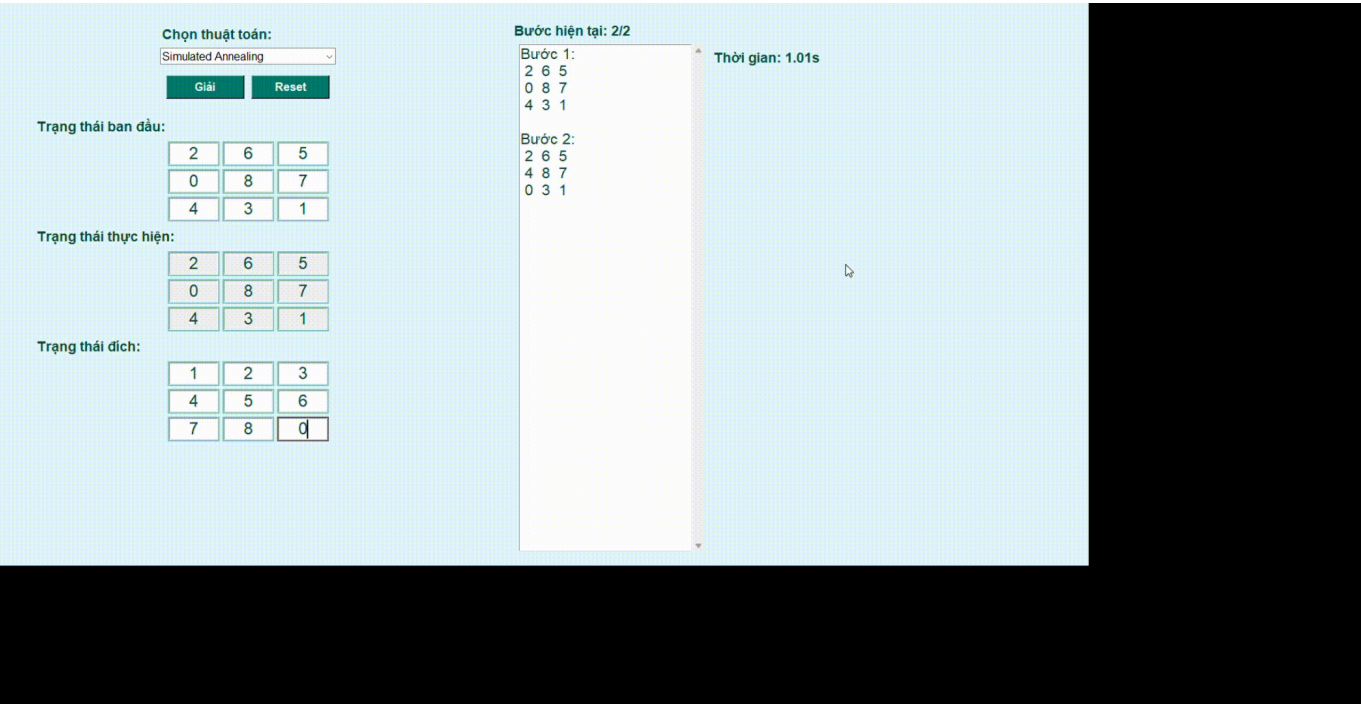 Chọn thuật toán:
Simulated Annealing
Giải Reset
Trạng thái ban đầu:
2 6 5
0 8 7
4 3 1
Trạng thái thực hiện:
2 6 5
0 8 7
4 3 1
Trạng thái đích:
1 2 3
4 5 6
7 8 0
Bước hiện tại: 2/2
Bước 1:
2 6 5
0 8 7
4 3 1
Bước 2:
2 6 5
4 8 7
0 3 1
Thời gian: 1.01s